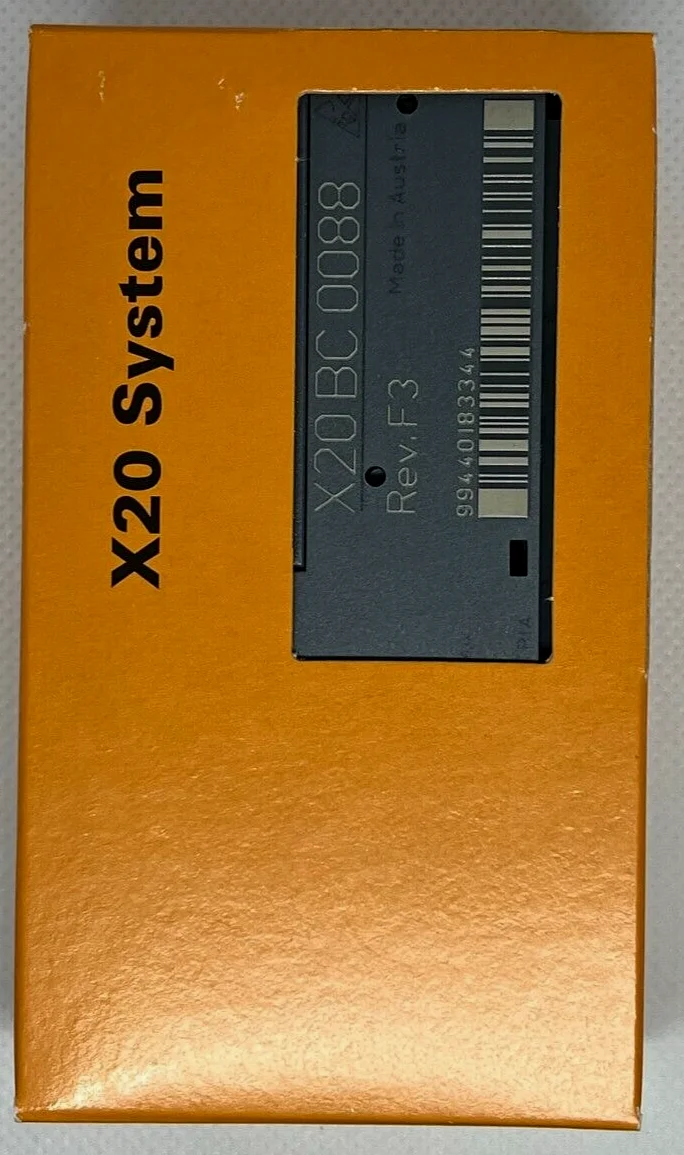 X20 System
X20 BC 0088
Made in Austria
Rev.F3
99440183344